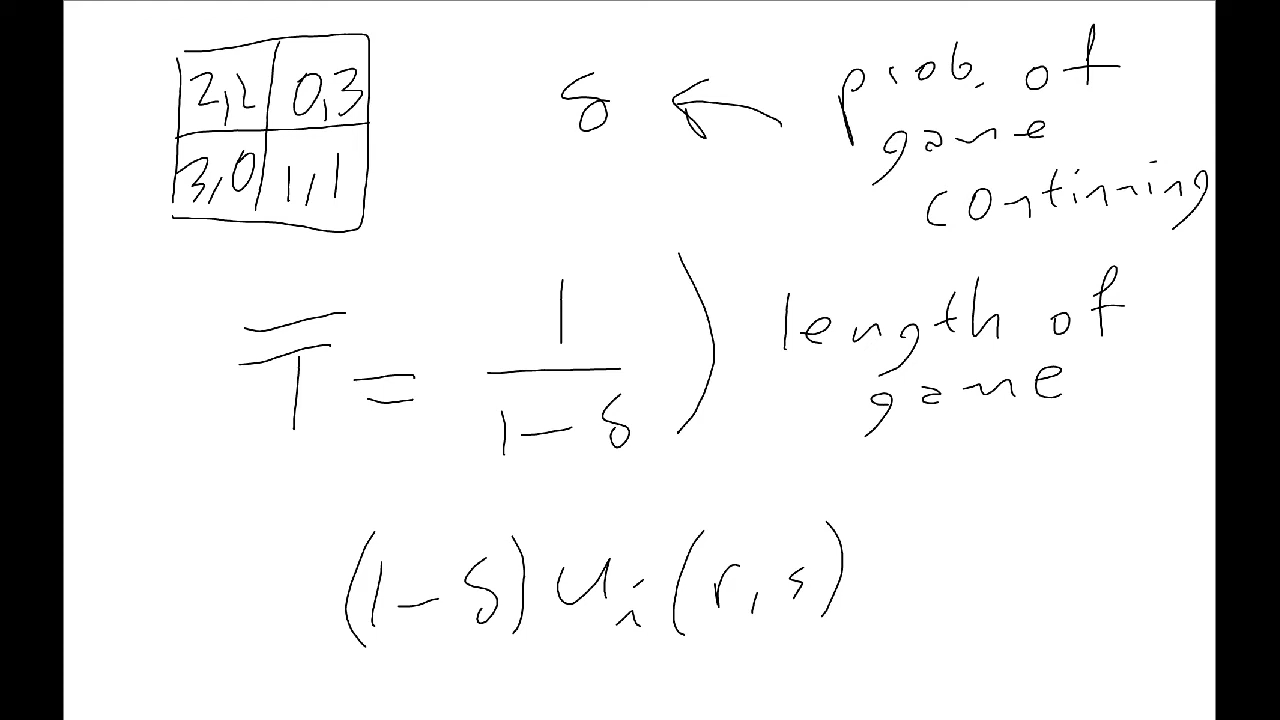 2,2 0,3
3,0 1,1
δ ← prob. of
game
continuing
T̿ = 1/(1-δ) ) length of
game
(1-δ) u_i (r, s)